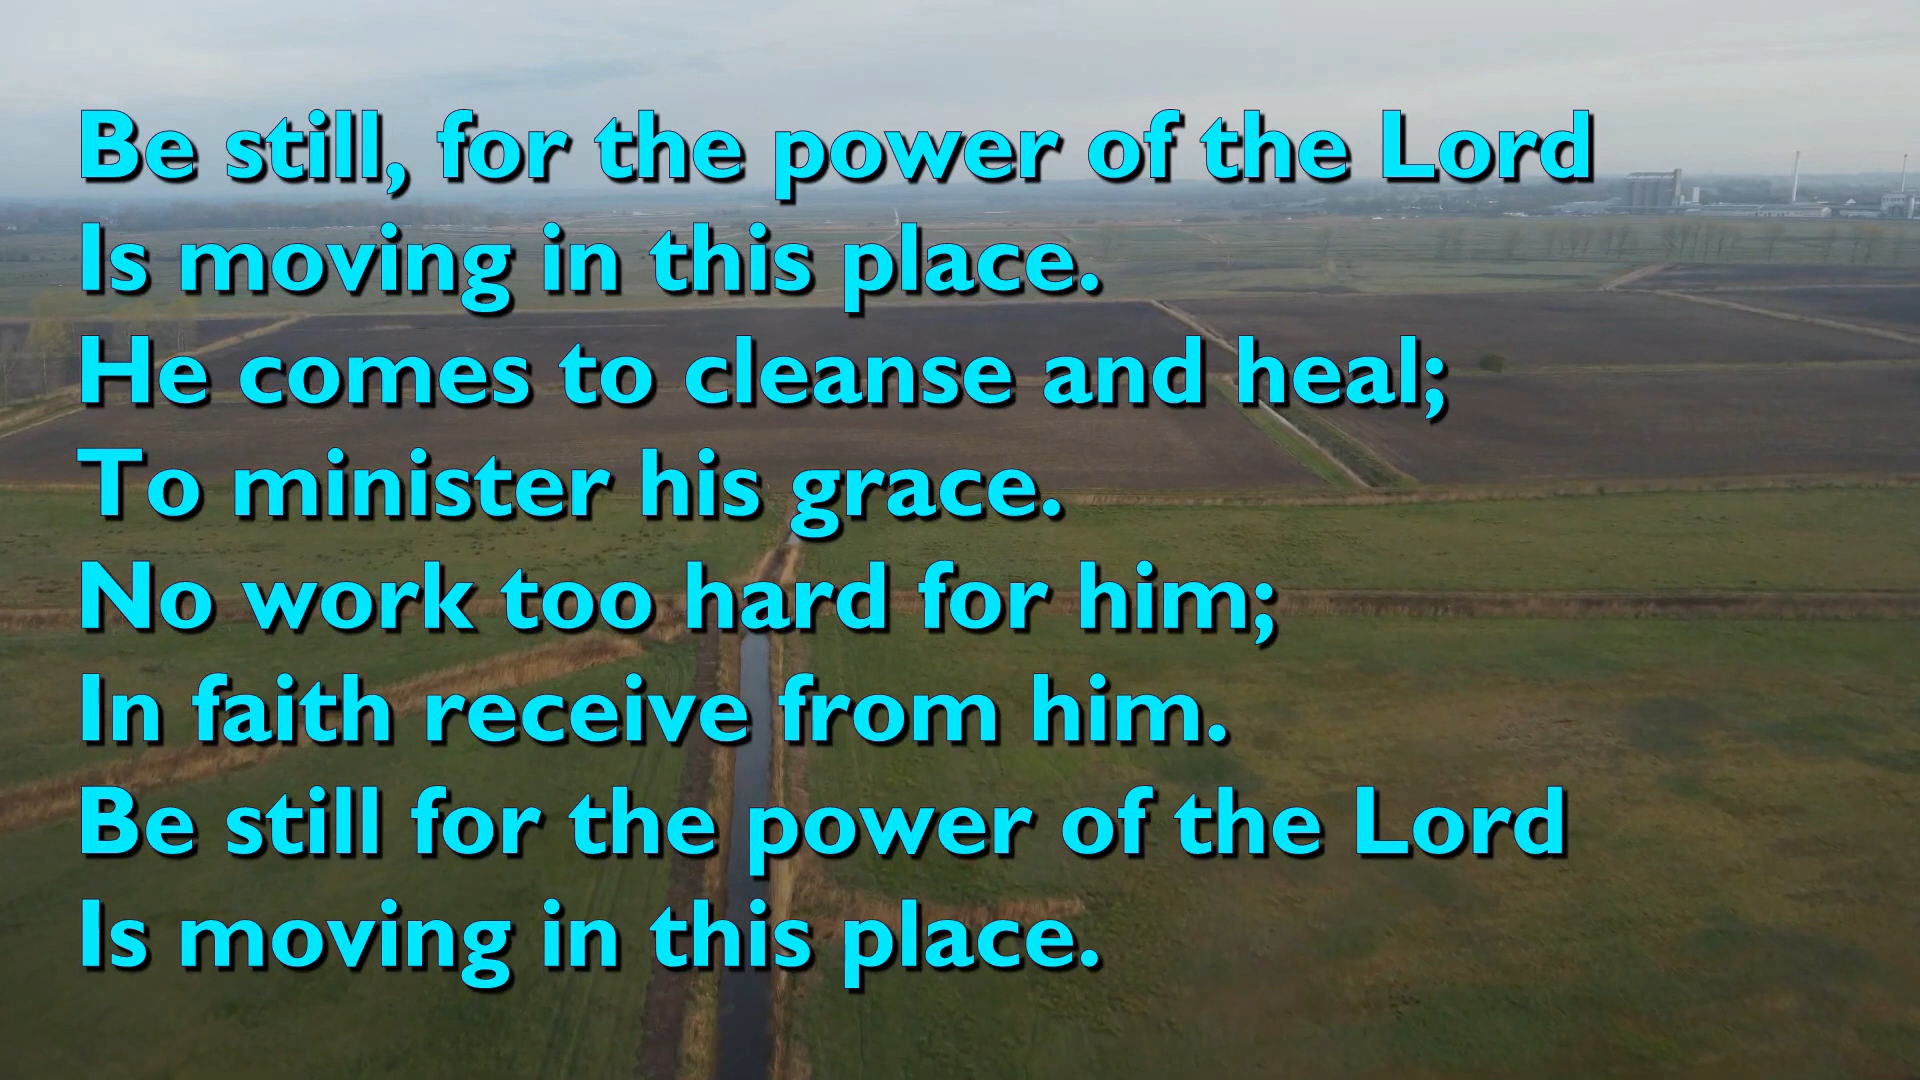 Be still, for the power of the Lord
Is moving in this place.
He comes to cleanse and heal;
To minister his grace.
No work too hard for him;
In faith receive from him.
Be still for the power of the Lord
Is moving in this place.